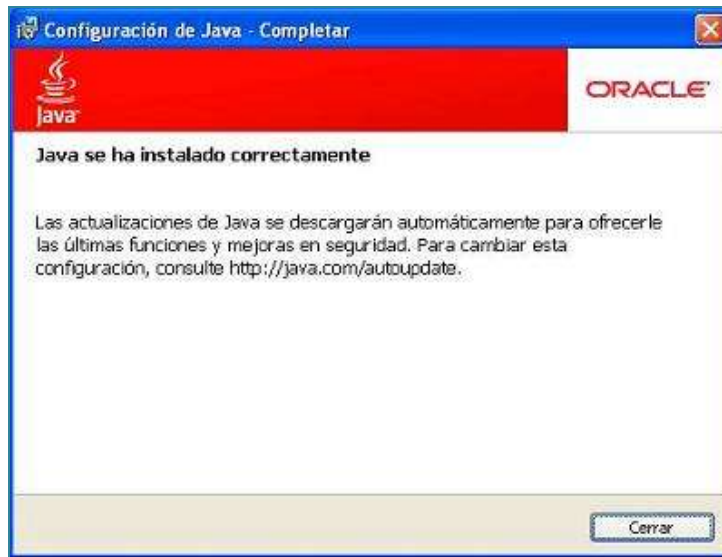 Configuración de Java - Completar
Java
ORACLE
Java se ha instalado correctamente
Las actualizaciones de Java se descargarán automáticamente para ofrecerle
las últimas funciones y mejoras en seguridad. Para cambiar esta
configuración, consulte http://java.com/autoupdate.
Cerrar